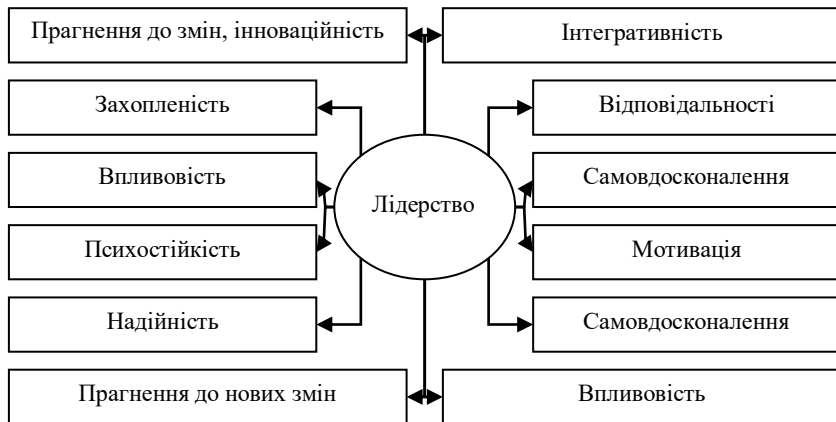 Прагнення до змін, інноваційність
Інтегративність
Захопленість
Відповідальності
Впливовість
Самовдосконалення
Лідерство
Психостійкість
Мотивація
Надійність
Самовдосконалення
Прагнення до нових змін
Впливовість